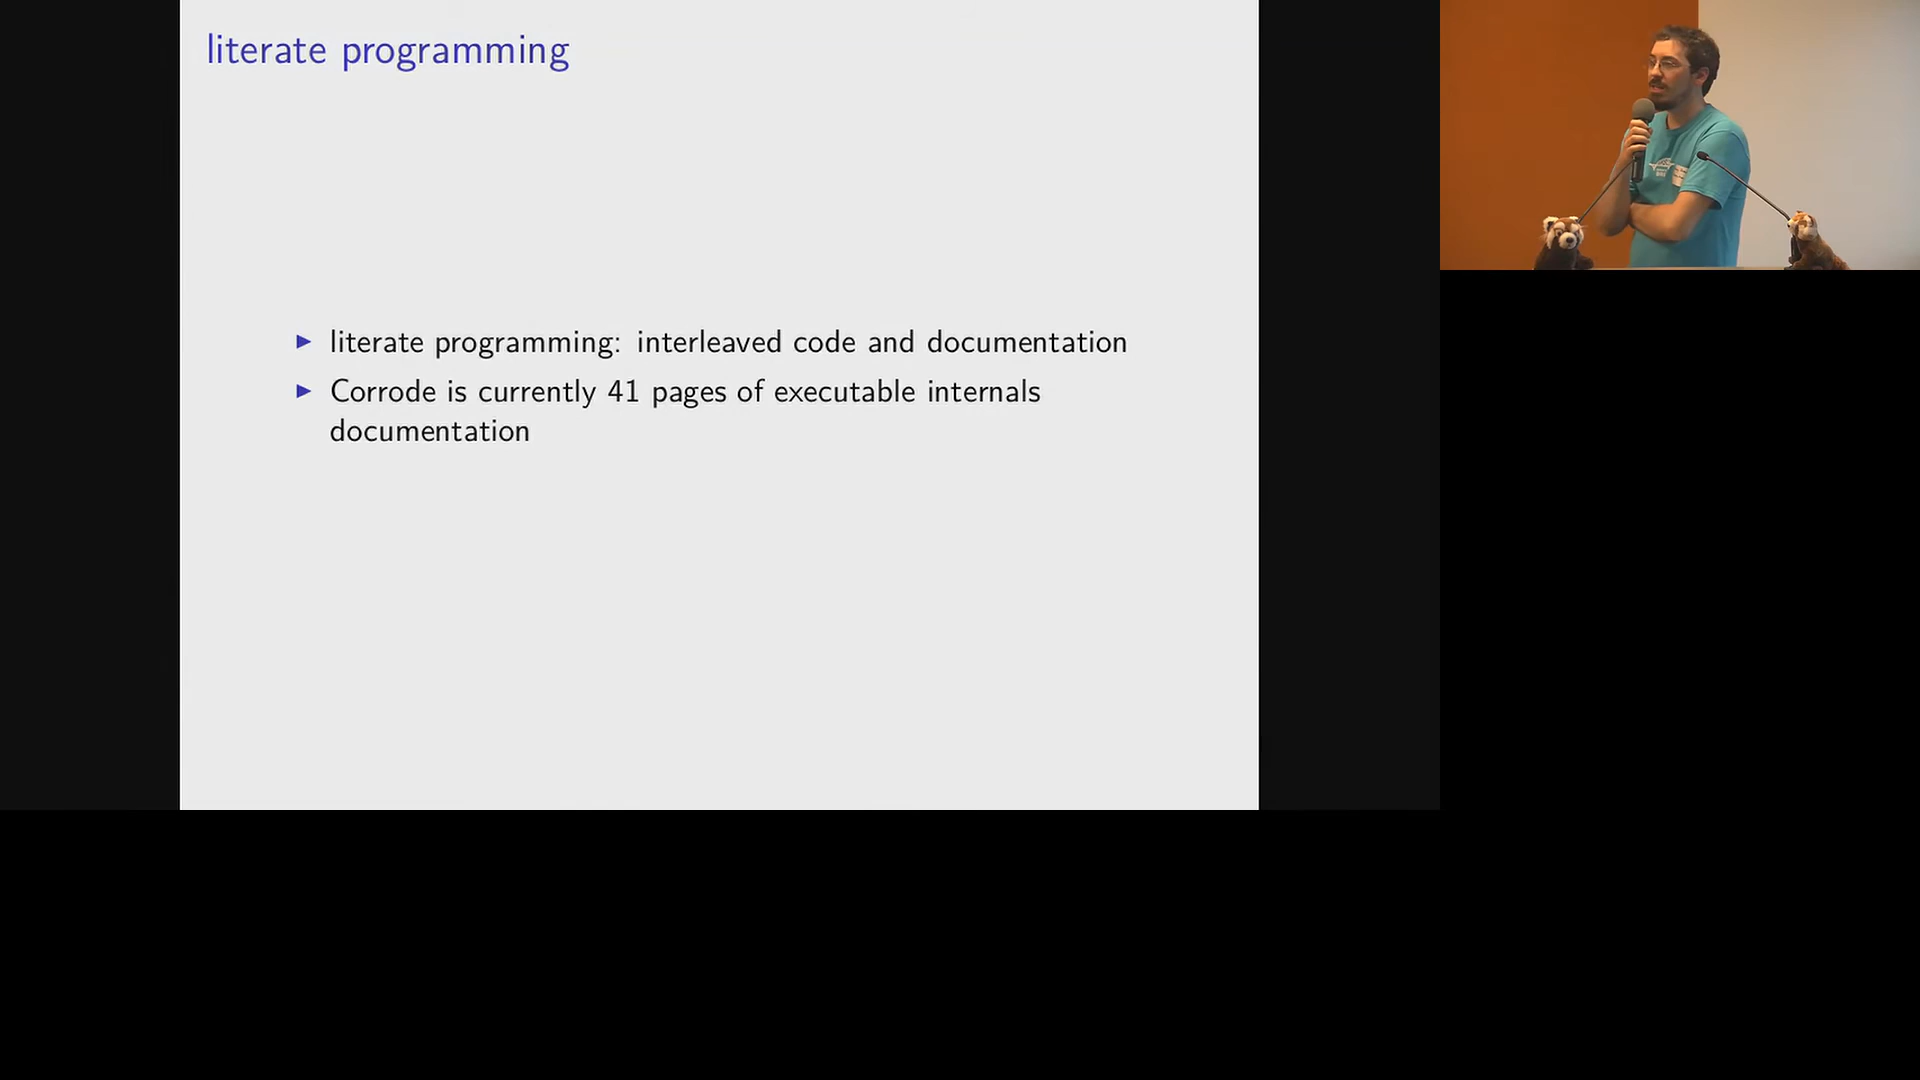 literate programming
▶ literate programming: interleaved code and documentation
▶ Corrode is currently 41 pages of executable internals
documentation